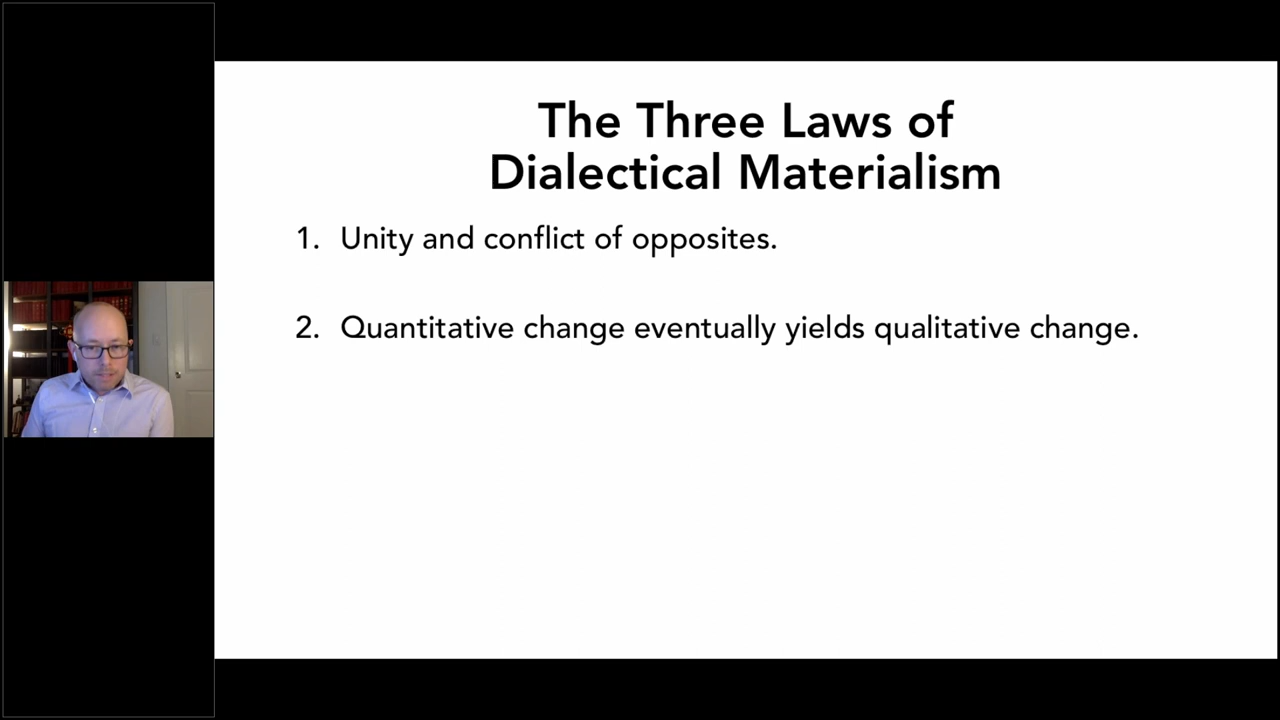 The Three Laws of
Dialectical Materialism
1. Unity and conflict of opposites.
2. Quantitative change eventually yields qualitative change.